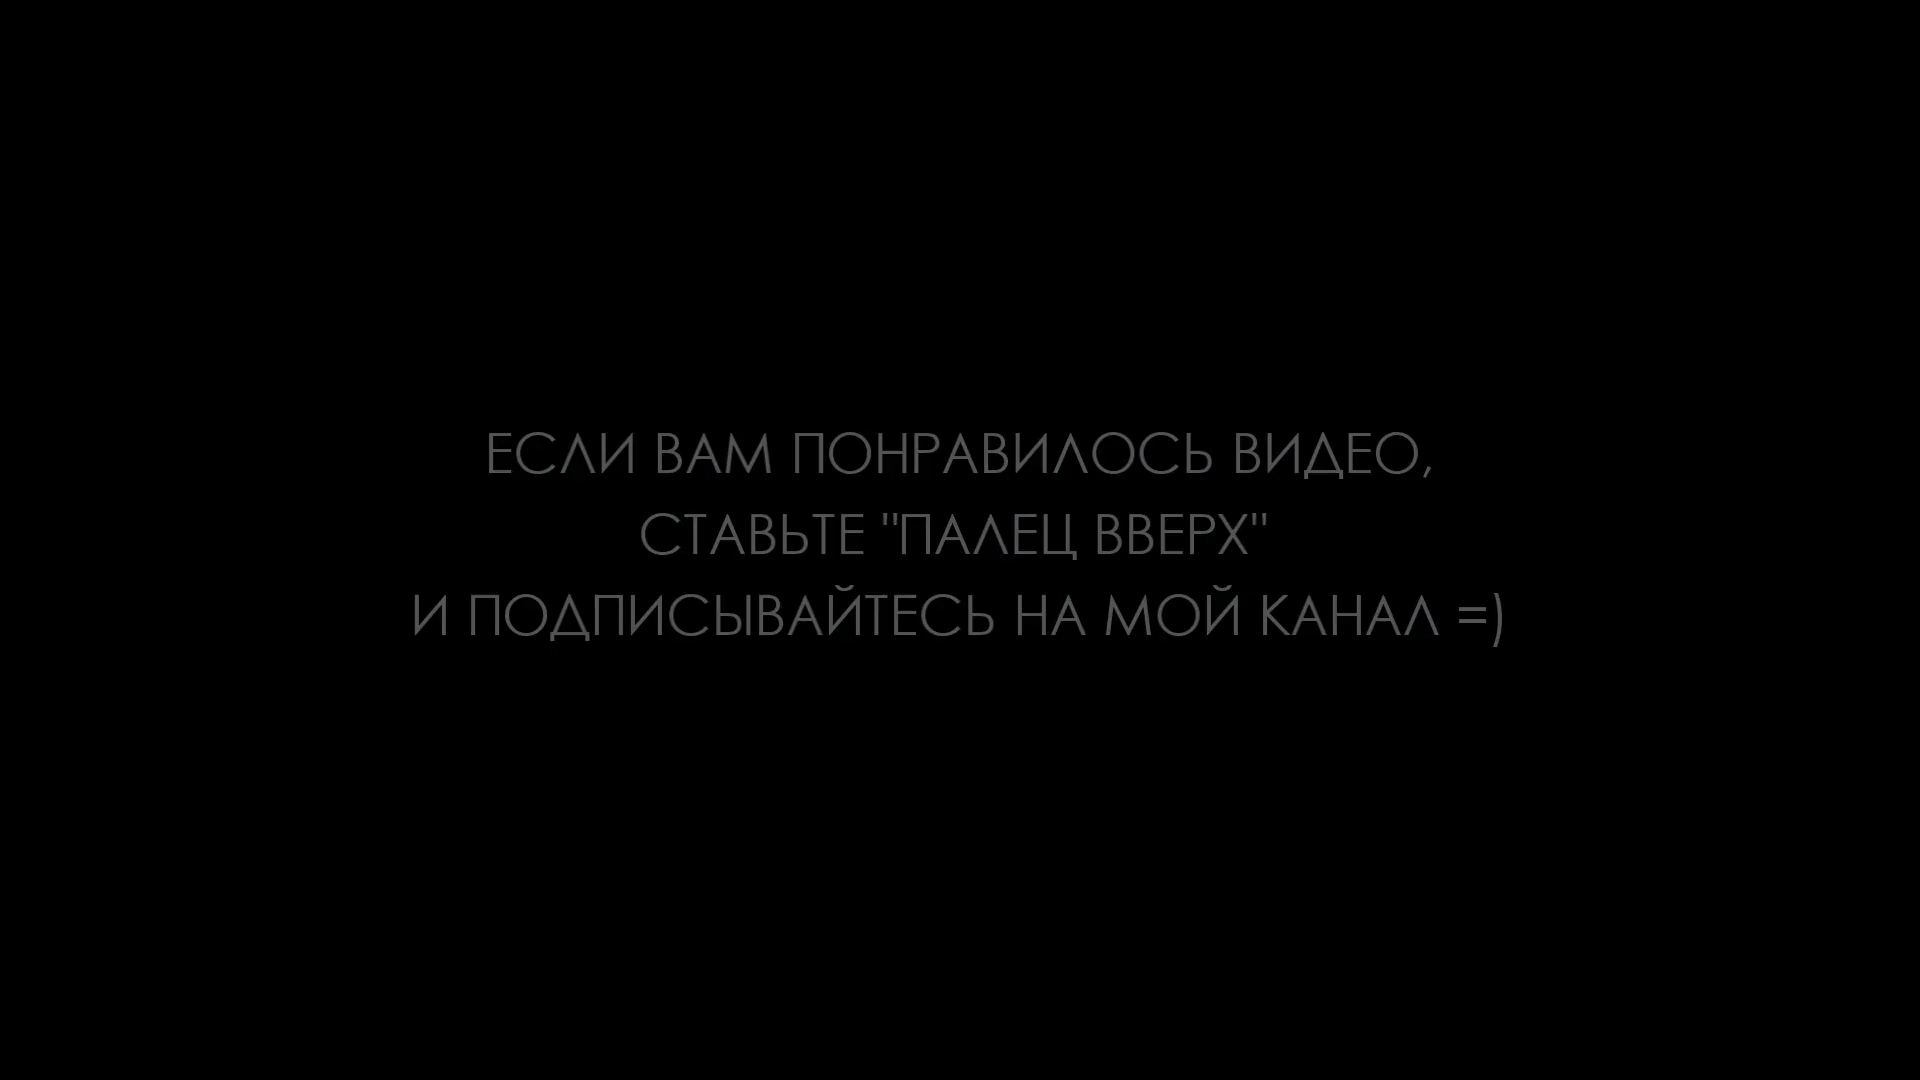 ЕСЛИ ВАМ ПОНРАВИЛОСЬ ВИДЕО,
СТАВЬТЕ "ПАЛЕЦ ВВЕРХ"
И ПОДПИСЫВАЙТЕСЬ НА МОЙ КАНАЛ =)